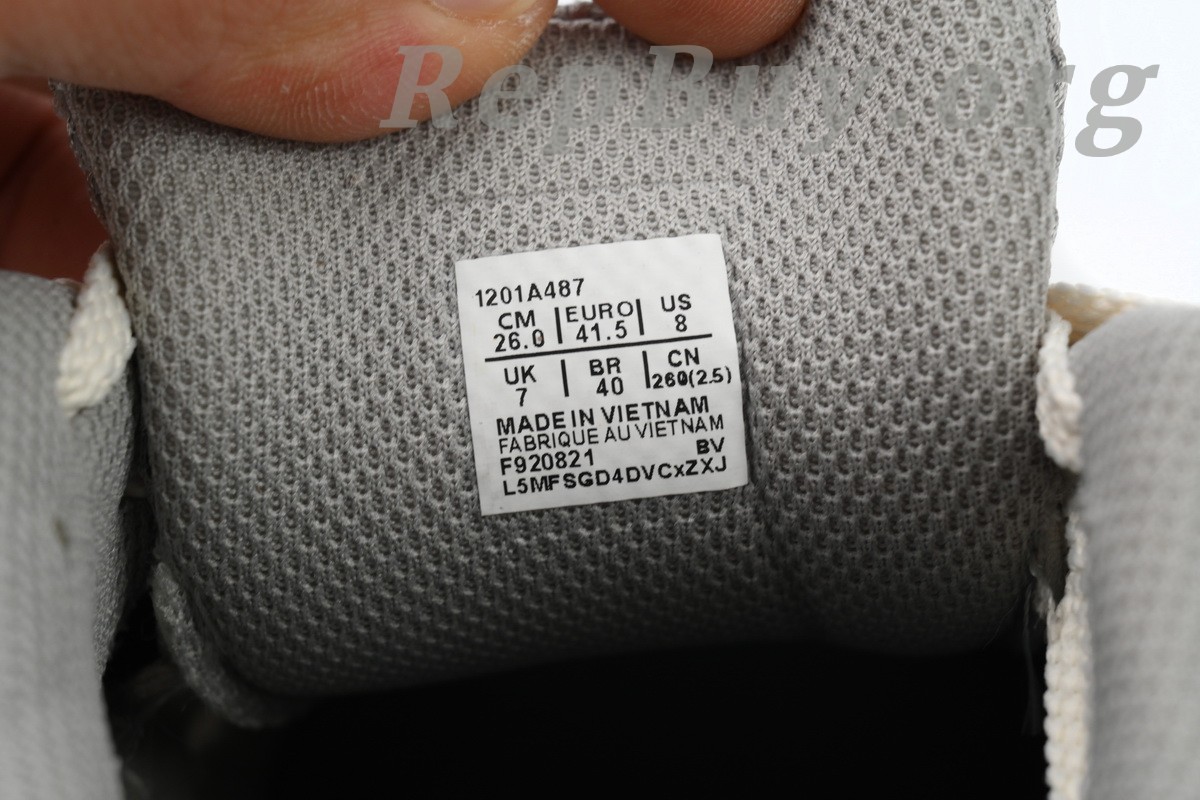 RepBuy.org
1201A487
CM | EURO | US
26.0 | 41.5 | 8
UK | BR | CN
7 | 40 | 260(2.5)
MADE IN VIETNAM
FABRIQUE AU VIETNAM
F920821 BV
L5MFSGD4DVCxZXJ